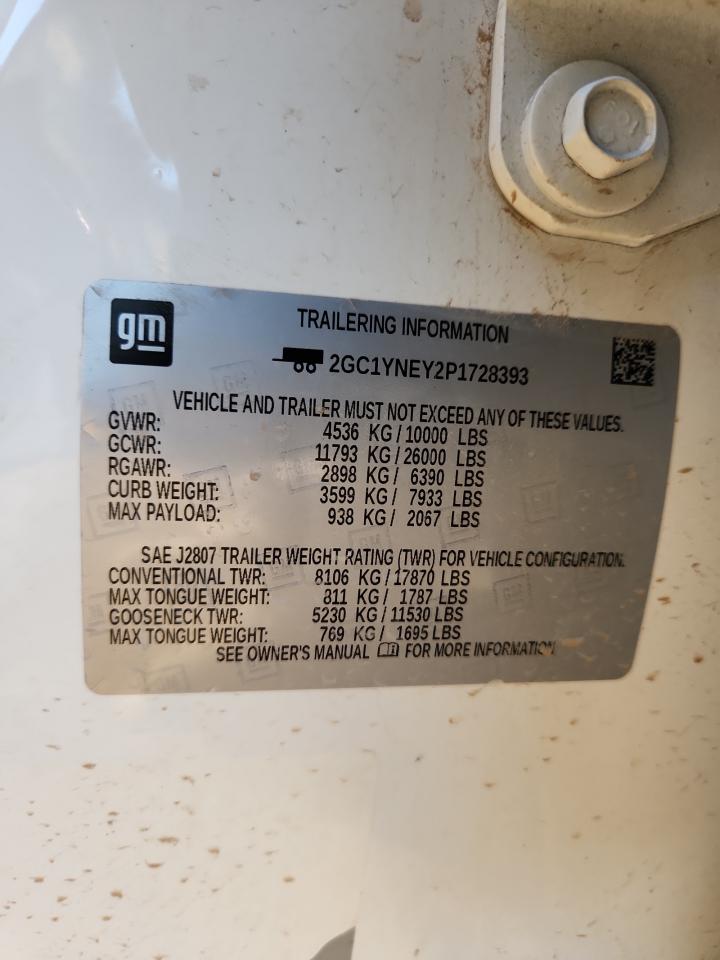 gm
TRAILERING INFORMATION
2GC1YNEY2P1728393
VEHICLE AND TRAILER MUST NOT EXCEED ANY OF THESE VALUES.
GVWR: 4536 KG / 10000 LBS
GCWR: 11793 KG / 26000 LBS
RGAWR: 2898 KG / 6390 LBS
CURB WEIGHT: 3599 KG / 7933 LBS
MAX PAYLOAD: 938 KG / 2067 LBS
SAE J2807 TRAILER WEIGHT RATING (TWR) FOR VEHICLE CONFIGURATION.
CONVENTIONAL TWR: 8106 KG / 17870 LBS
MAX TONGUE WEIGHT: 811 KG / 1787 LBS
GOOSENECK TWR: 5230 KG / 11530 LBS
MAX TONGUE WEIGHT: 769 KG / 1695 LBS
SEE OWNER'S MANUAL FOR MORE INFORMATION